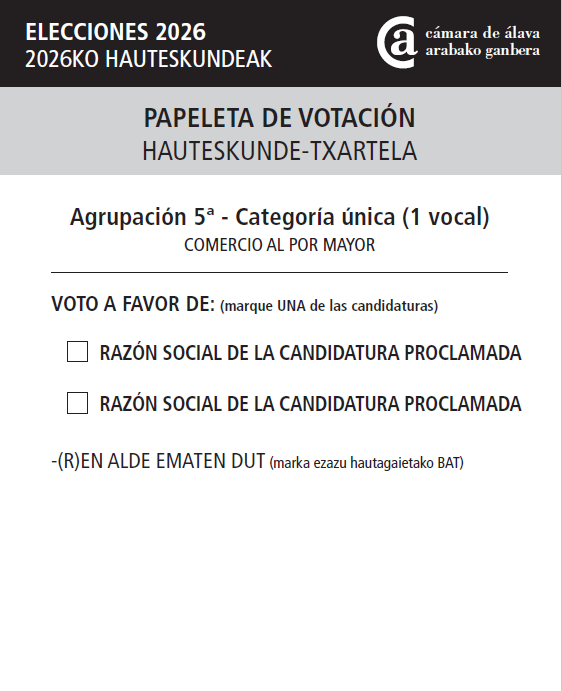 ELECCIONES 2026
2026KO HAUTESKUNDEAK
cámara de álava
arabako ganbera
PAPELETA DE VOTACIÓN
HAUTESKUNDE-TXARTELA
Agrupación 5ª - Categoría única (1 vocal)
COMERCIO AL POR MAYOR
VOTO A FAVOR DE: (marque UNA de las candidaturas)
RAZÓN SOCIAL DE LA CANDIDATURA PROCLAMADA
RAZÓN SOCIAL DE LA CANDIDATURA PROCLAMADA
-(R)EN ALDE EMATEN DUT (marka ezazu hautagaietako BAT)